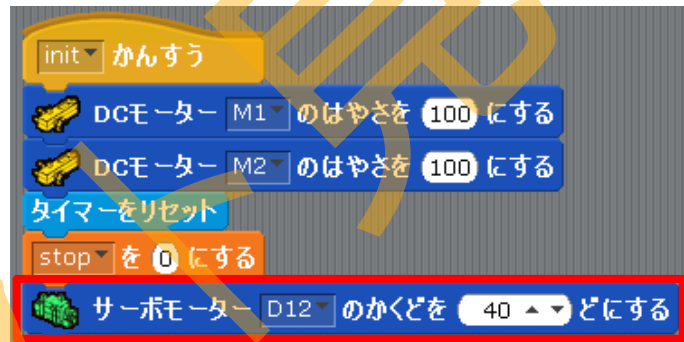 init かんすう
DCモーター M1 のはやさを 100 にする
DCモーター M2 のはやさを 100 にする
タイマーをリセット
stop を 0 にする
サーボモーター D12 のかくどを 40 どにする